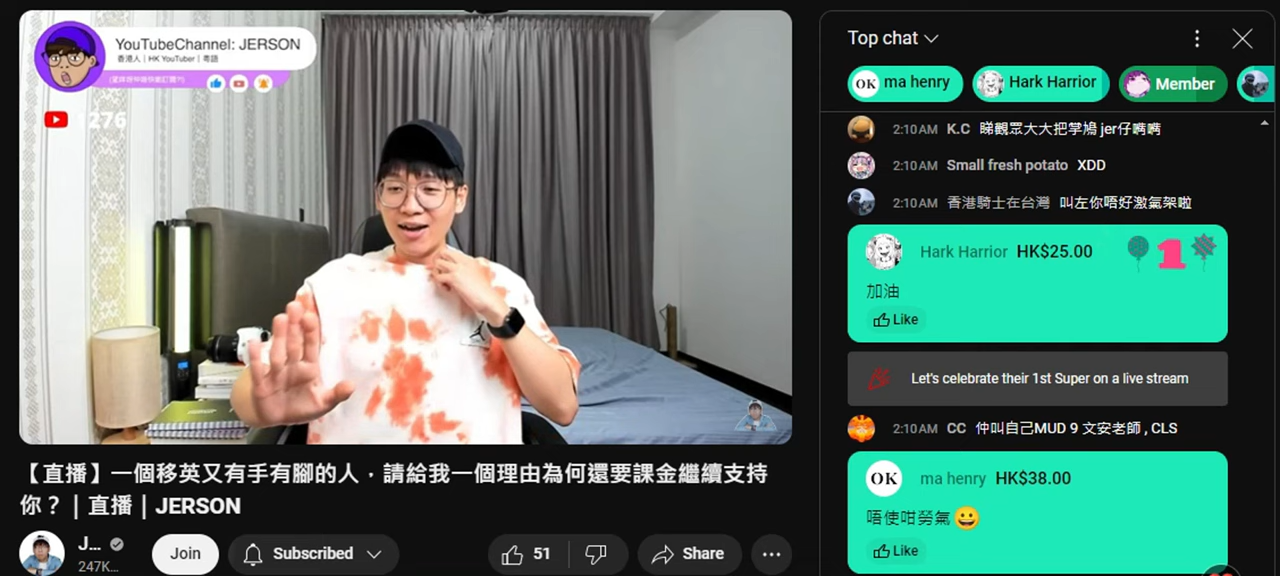 YouTubeChannel: JERSON
香港人 | HK YouTuber | 粵語
276
【直播】一個移英又有手有腳的人,請給我一個理由為何還要課金繼續支持
你?|直播|JERSON
J...
247K...
Join
Subscribed
51
Share
Top chat
OK ma henry
Hark Harrior
Member
2:10 AM K.C 睇觀眾大大把掌鳩 jer仔嘴嘴
2:10 AM Small fresh potato XDD
2:10 AM 香港騎士在台灣 叫左你唔好激氣架啦
Hark Harrior HK$25.00
1
加油
Like
Let's celebrate their 1st Super on a live stream
2:10 AM CC 仲叫自己MUD 9 文安老師 , CLS
OK
ma henry HK$38.00
唔使咁勞氣😀
Like